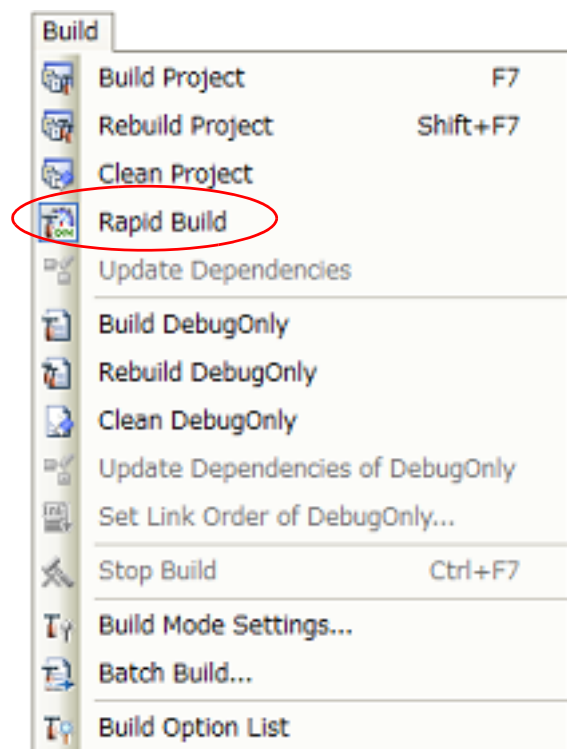 Build
Build Project F7
Rebuild Project Shift+F7
Clean Project
Rapid Build
Update Dependencies
Build DebugOnly
Rebuild DebugOnly
Clean DebugOnly
Update Dependencies of DebugOnly
Set Link Order of DebugOnly...
Stop Build Ctrl+F7
Build Mode Settings...
Batch Build...
Build Option List